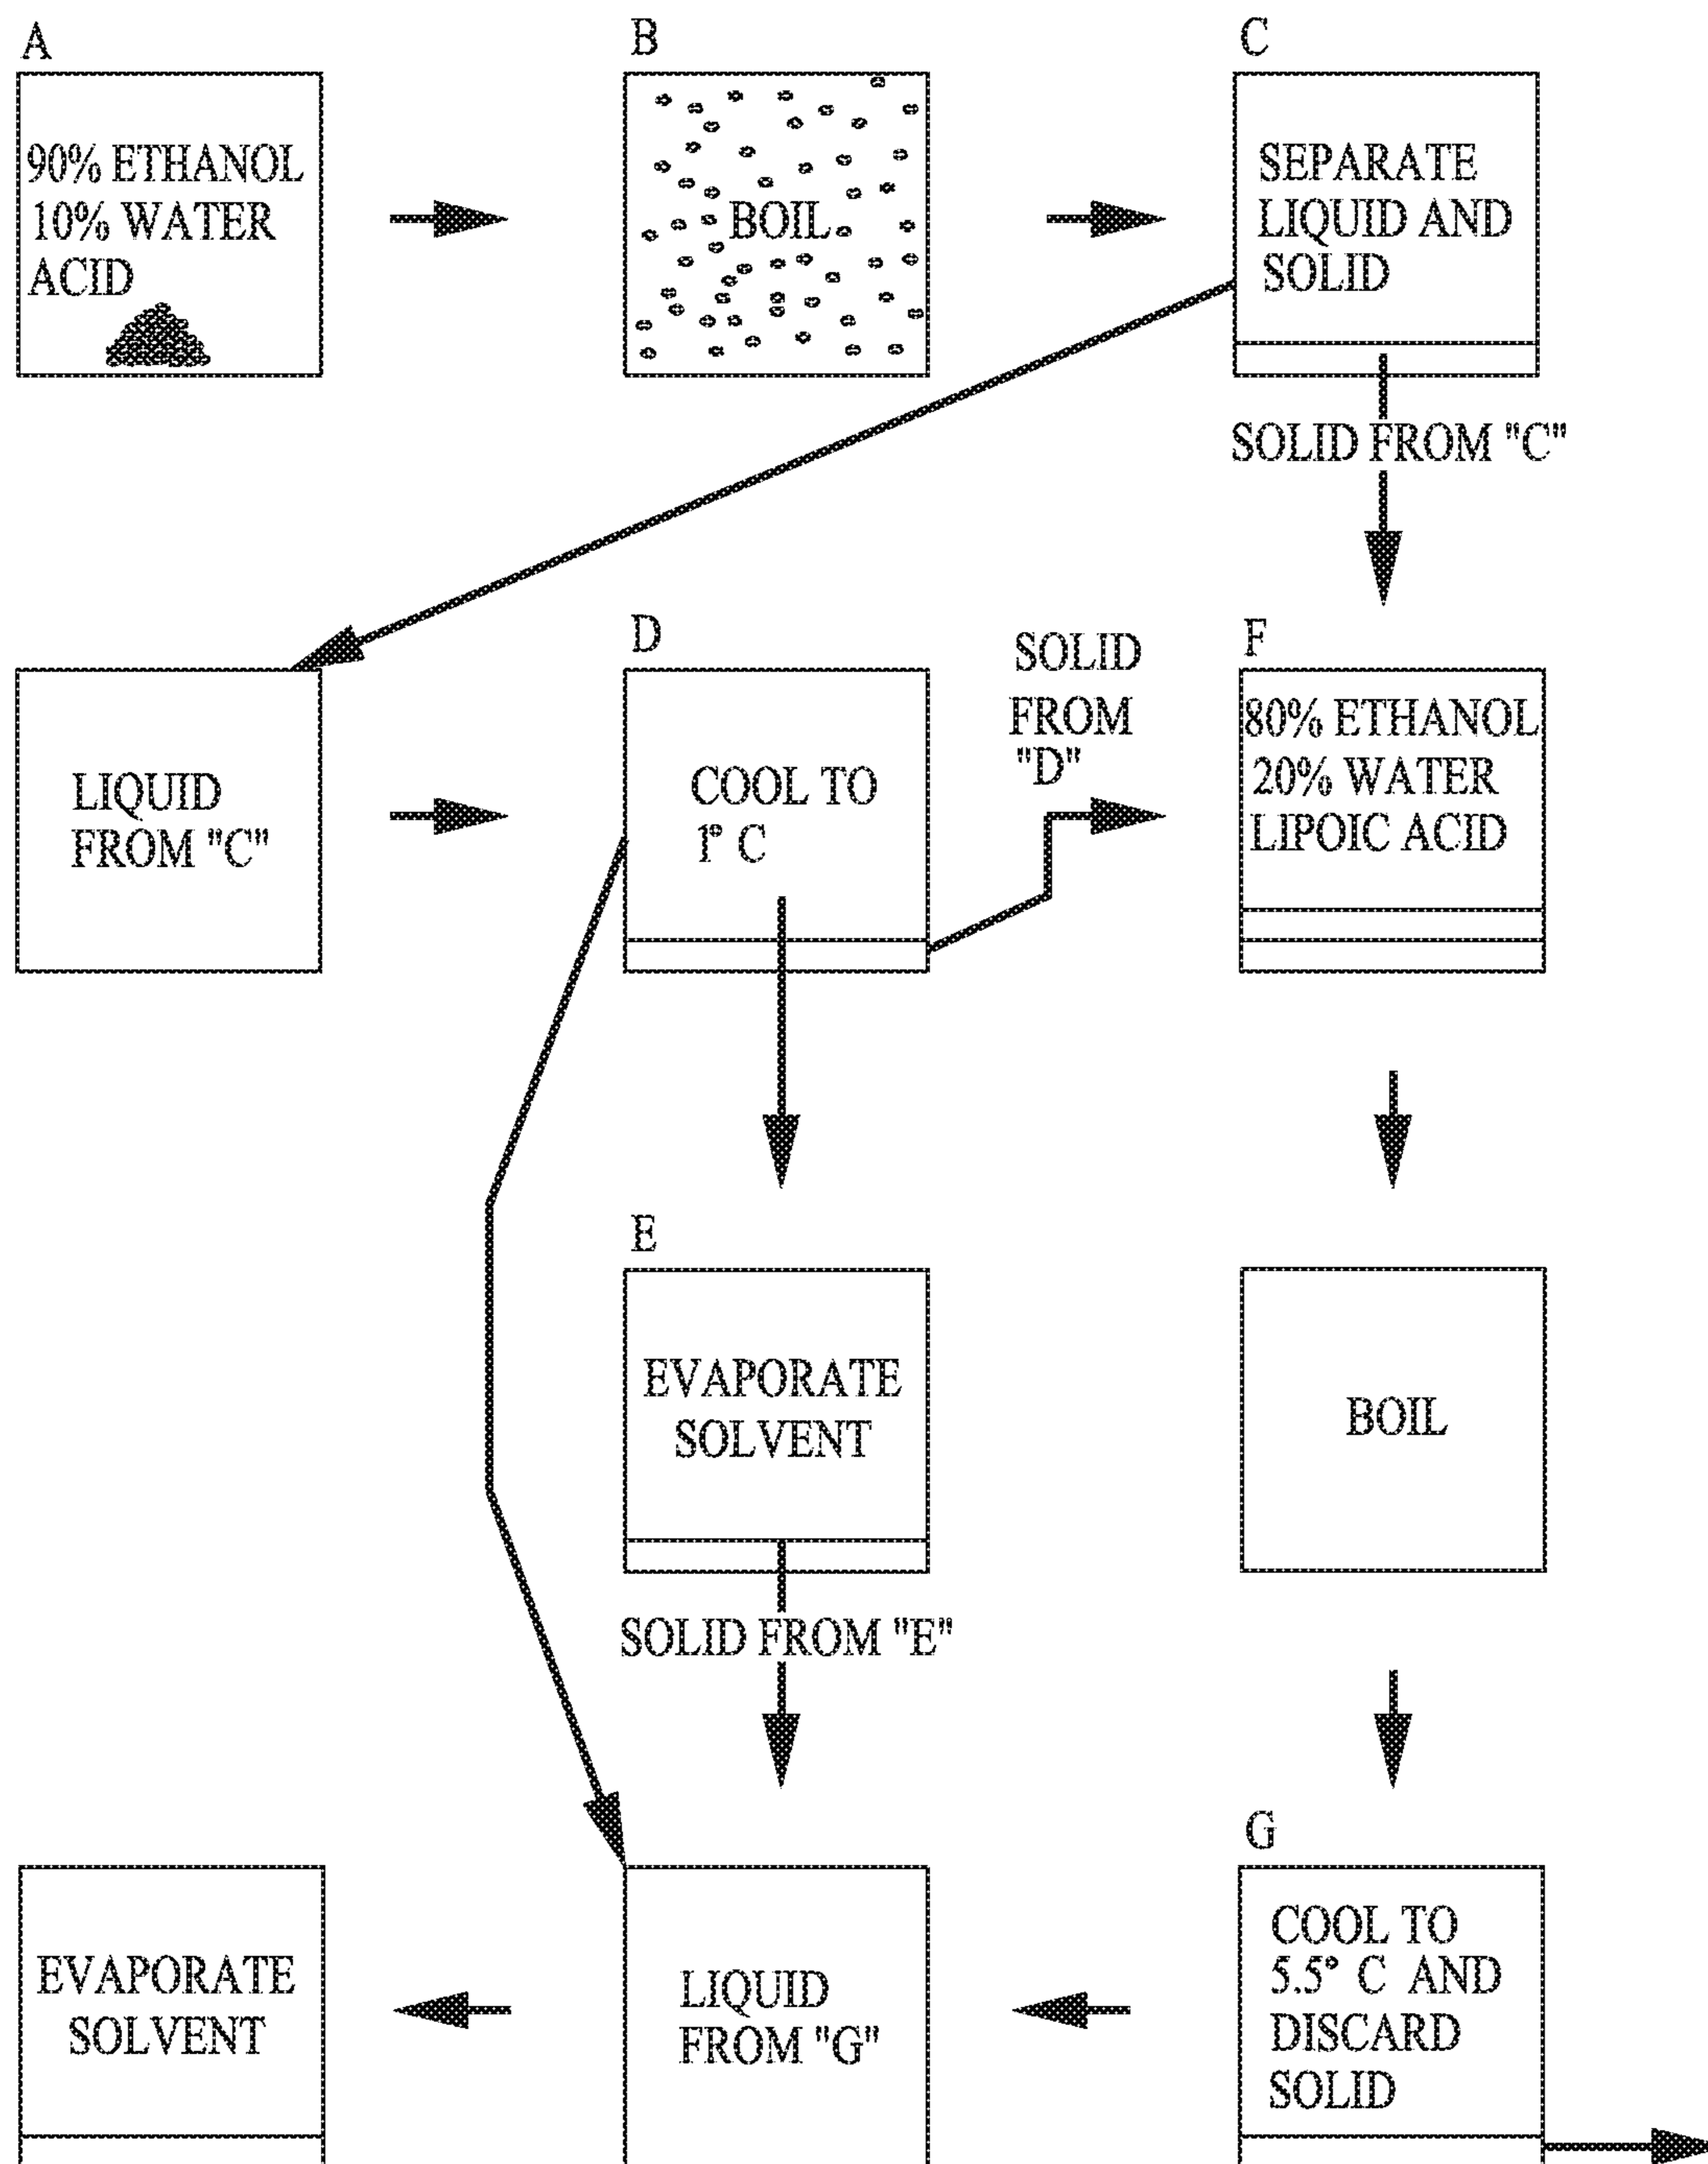 A
90% ETHANOL
10% WATER
ACID
B
BOIL
C
SEPARATE
LIQUID AND
SOLID
SOLID FROM "C"
LIQUID
FROM "C"
D
COOL TO
1° C
SOLID
FROM
"D"
F
80% ETHANOL
20% WATER
LIPOIC ACID
E
EVAPORATE
SOLVENT
SOLID FROM "E"
BOIL
EVAPORATE
SOLVENT
LIQUID
FROM "G"
G
COOL TO
5.5° C AND
DISCARD
SOLID